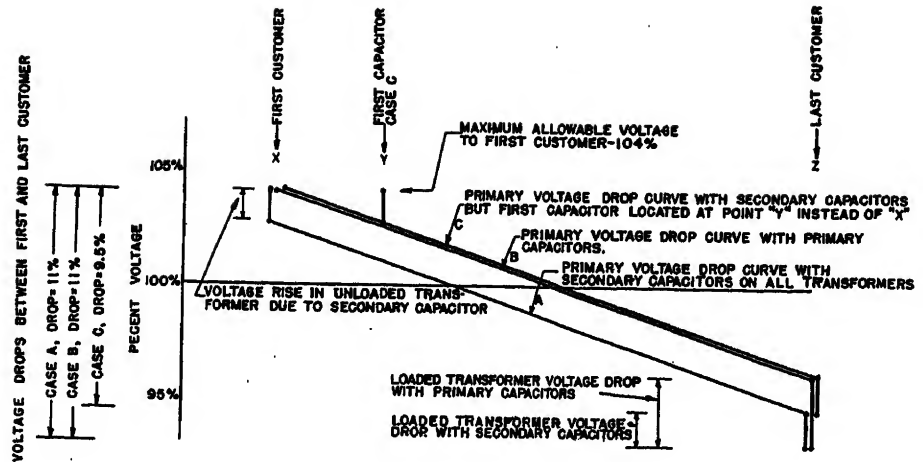 VOLTAGE DROPS BETWEEN FIRST AND LAST CUSTOMER
CASE A, DROP=11%
CASE B, DROP=11%
CASE C, DROP=9.5%
PECENT VOLTAGE
105%
100%
95%
FIRST CUSTOMER
X
FIRST CAPACITOR
CASE C
Y
LAST CUSTOMER
Z
MAXIMUM ALLOWABLE VOLTAGE
TO FIRST CUSTOMER-104%
PRIMARY VOLTAGE DROP CURVE WITH SECONDARY CAPACITORS
BUT FIRST CAPACITOR LOCATED AT POINT "Y" INSTEAD OF "X"
C
PRIMARY VOLTAGE DROP CURVE WITH PRIMARY
CAPACITORS.
B
PRIMARY VOLTAGE DROP CURVE WITH
SECONDARY CAPACITORS ON ALL TRANSFORMERS
A
VOLTAGE RISE IN UNLOADED TRANS-
FORMER DUE TO SECONDARY CAPACITOR
LOADED TRANSFORMER VOLTAGE DROP
WITH PRIMARY CAPACITORS
LOADED TRANSFORMER VOLTAGE
DROP WITH SECONDARY CAPACITORS